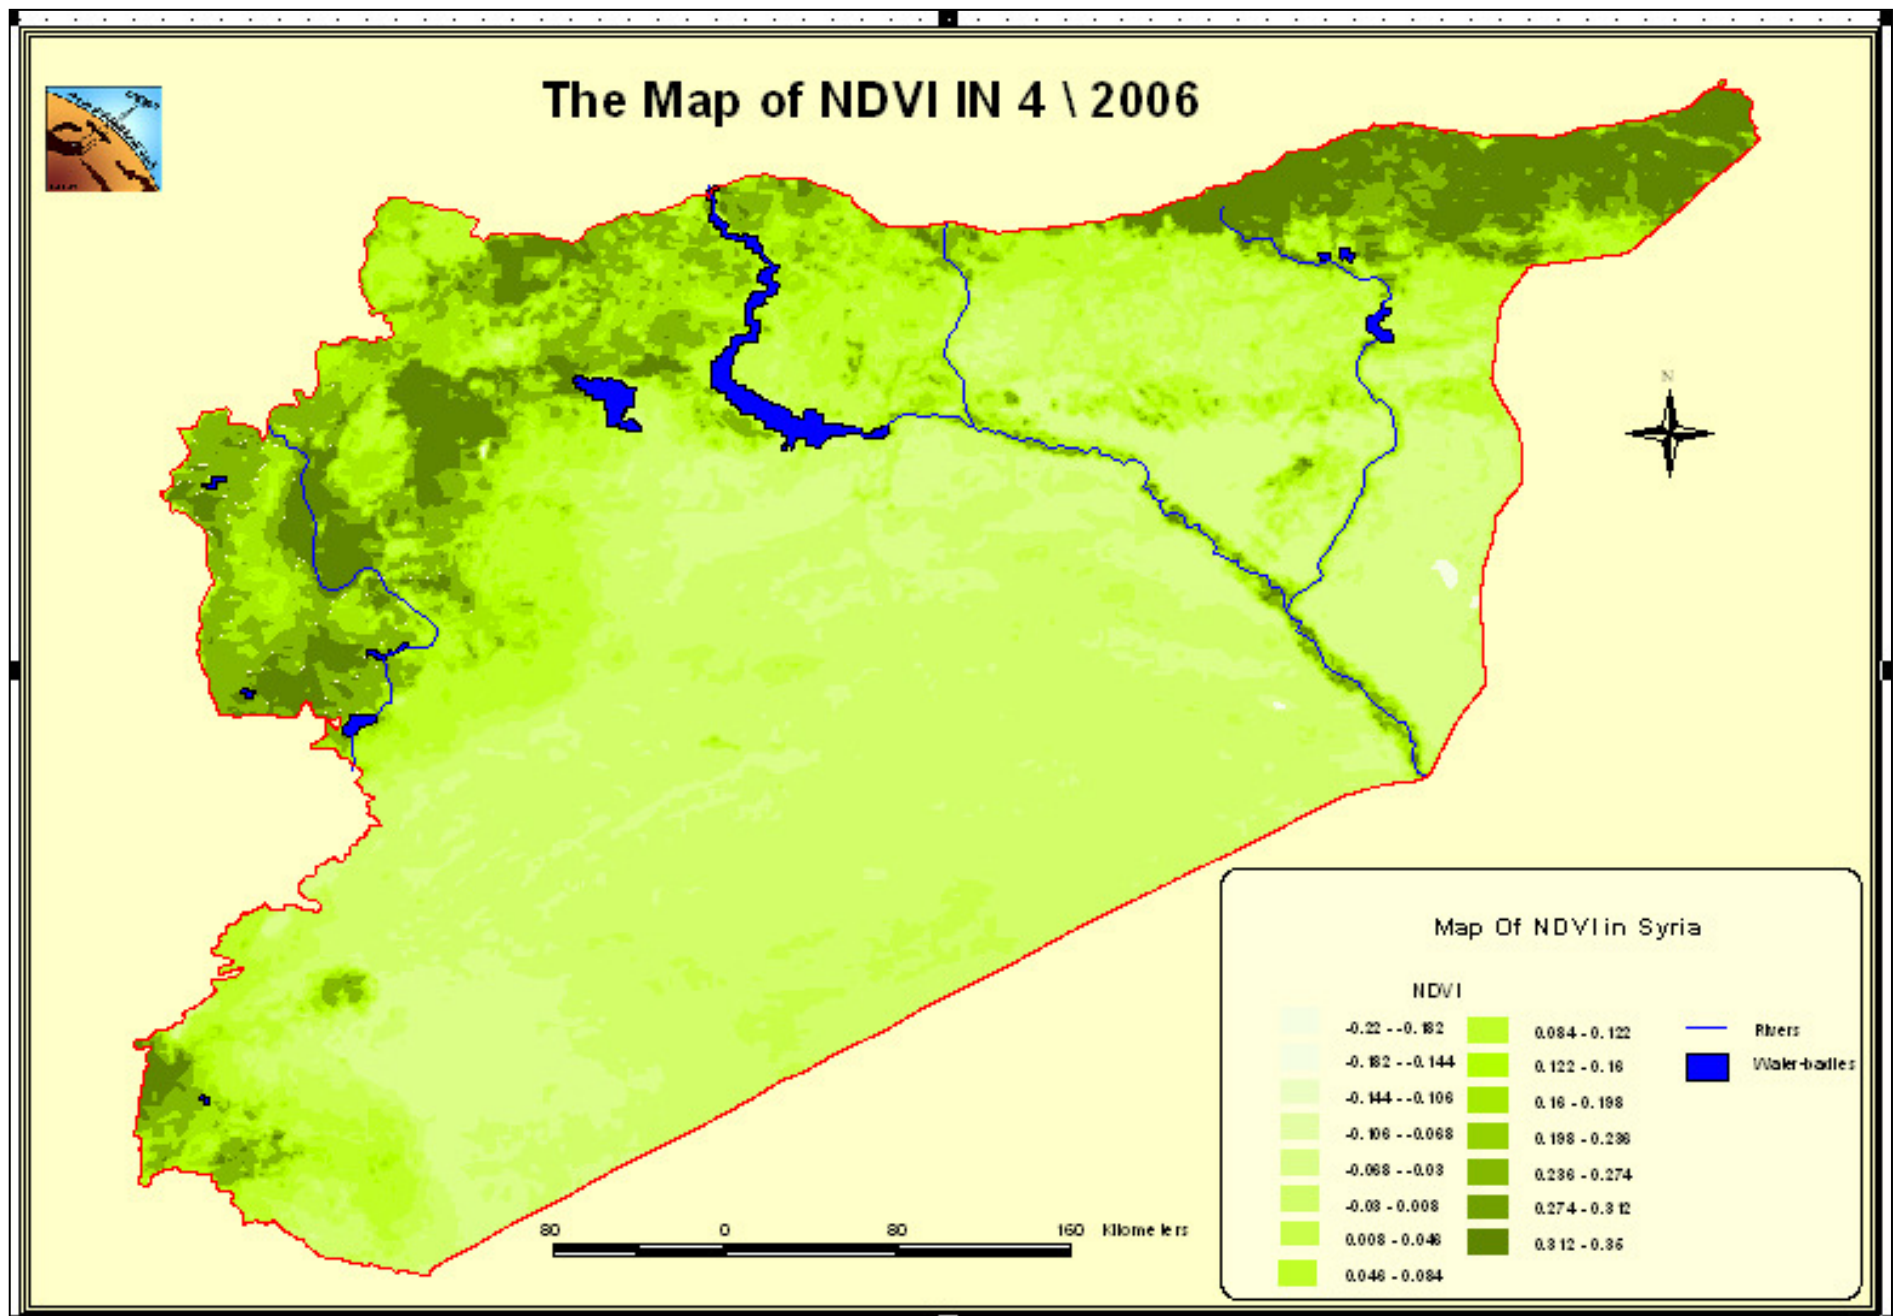 The Map of NDVI IN 4 \ 2006
N
Map Of NDVI in Syria
NDVI
-0.22 - -0.182
-0.182 - -0.144
-0.144 - -0.106
-0.106 - -0.068
-0.068 - -0.03
-0.03 - 0.008
0.008 - 0.046
0.046 - 0.084
0.084 - 0.122
0.122 - 0.16
0.16 - 0.198
0.198 - 0.236
0.236 - 0.274
0.274 - 0.312
0.312 - 0.35
Rivers
Water-badies
80 0 80 160 Kilometers